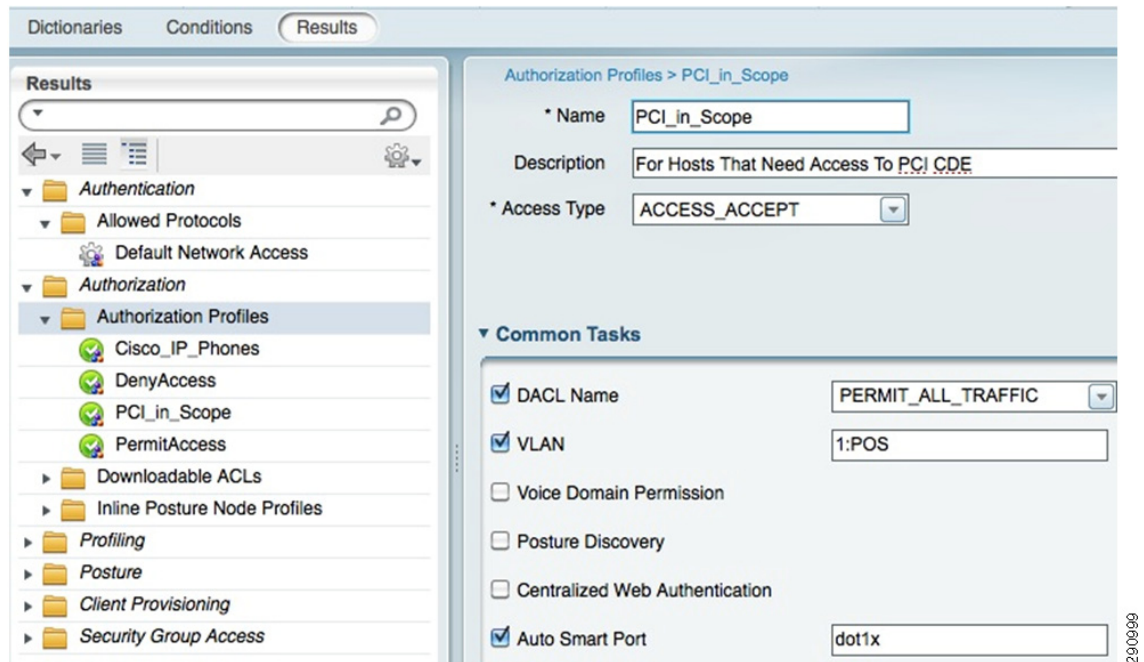 Dictionaries Conditions Results
Results
Authentication
Allowed Protocols
Default Network Access
Authorization
Authorization Profiles
Cisco_IP_Phones
DenyAccess
PCI_in_Scope
PermitAccess
Downloadable ACLs
Inline Posture Node Profiles
Profiling
Posture
Client Provisioning
Security Group Access
Authorization Profiles > PCI_in_Scope
* Name PCI_in_Scope
Description For Hosts That Need Access To PCI CDE
* Access Type ACCESS_ACCEPT
Common Tasks
DACL Name PERMIT_ALL_TRAFFIC
VLAN 1:POS
Voice Domain Permission
Posture Discovery
Centralized Web Authentication
Auto Smart Port dot1x
290999